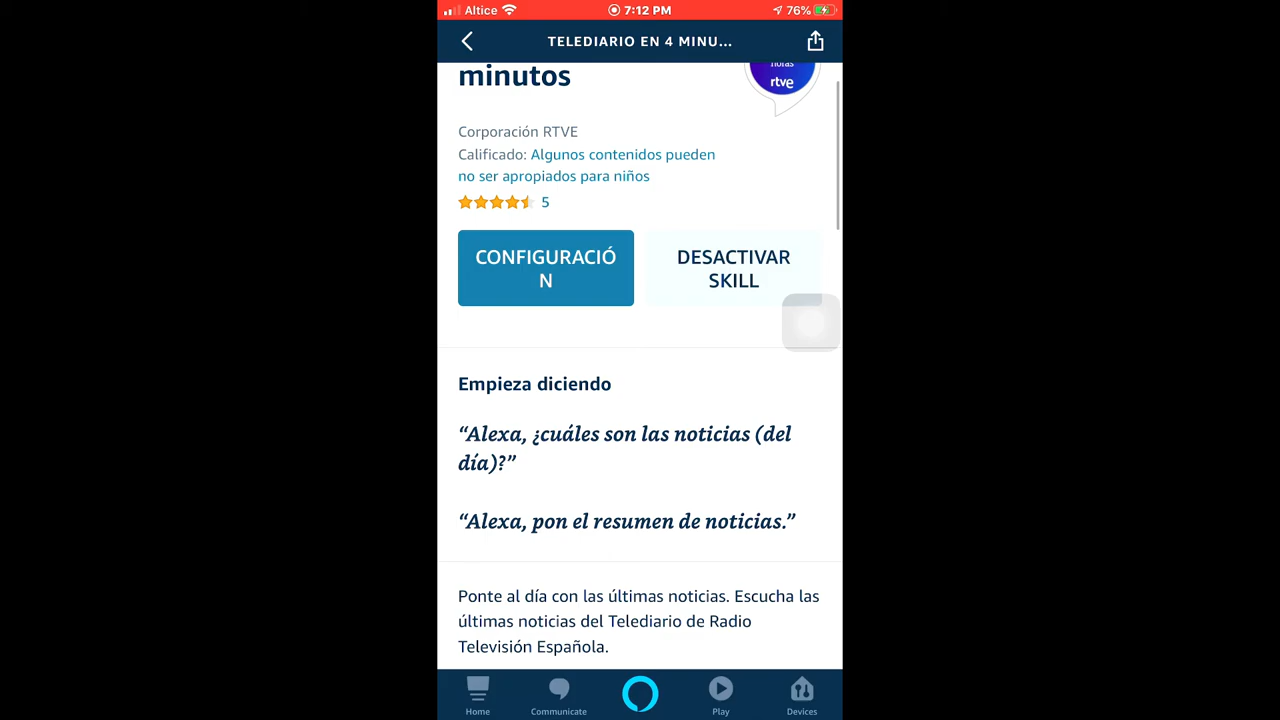 Altice
7:12 PM
76%
TELEDIARIO EN 4 MINU...
minutos
horas
rtve
Corporación RTVE
Calificado: Algunos contenidos pueden
no ser apropiados para niños
5
CONFIGURACIÓ
N
DESACTIVAR
SKILL
Empieza diciendo
“Alexa, ¿cuáles son las noticias (del
día)?”
“Alexa, pon el resumen de noticias.”
Ponte al día con las últimas noticias. Escucha las
últimas noticias del Telediario de Radio
Televisión Española.
Home
Communicate
Play
Devices